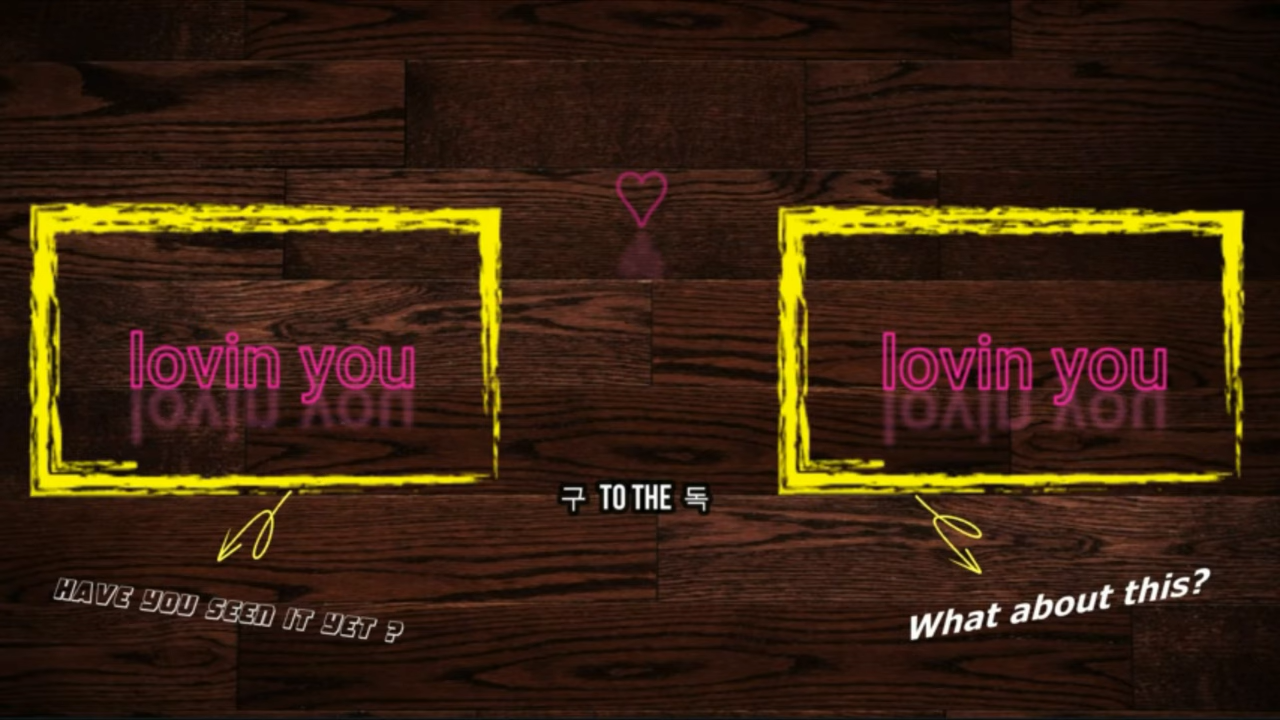 lovin you
lovin you
구 TO THE 독
HAVE YOU SEEN IT YET ?
What about this?